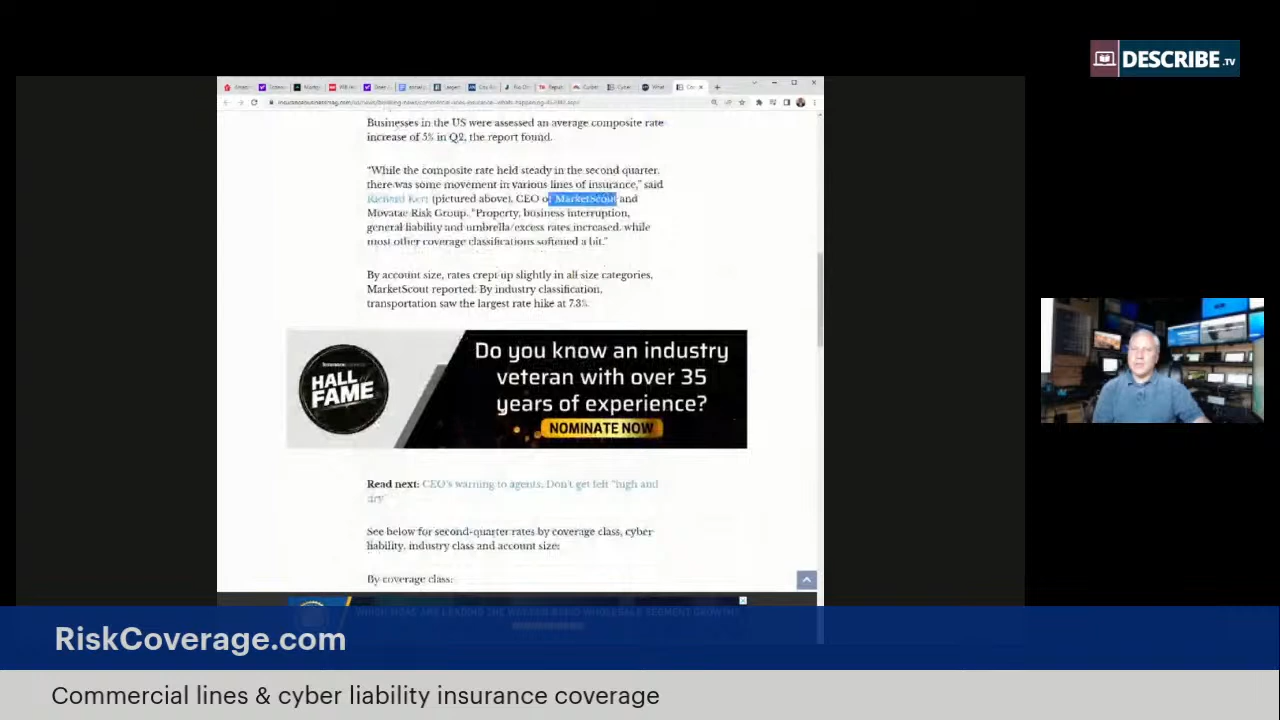 DESCRIBE.TV
Businesses in the US were assessed an average composite rate
increase of 5% in Q2, the report found.
“While the composite rate held steady in the second quarter,
there was some movement in various lines of insurance,” said
Richard Kerr (pictured above), CEO of MarketScout and
Movatae Risk Group. “Property, business interruption,
general liability and umbrella/excess rates increased, while
most other coverage classifications softened a bit.”
By account size, rates crept up slightly in all size categories,
MarketScout reported. By industry classification,
transportation saw the largest rate hike at 7.3%.
HALL
FAME
Do you know an industry
veteran with over 35
years of experience?
NOMINATE NOW
Read next: CEO's warning to agents: Don't get left “high and
dry”
See below for second-quarter rates by coverage class, cyber
liability, industry class and account size:
By coverage class:
RiskCoverage.com
Commercial lines & cyber liability insurance coverage